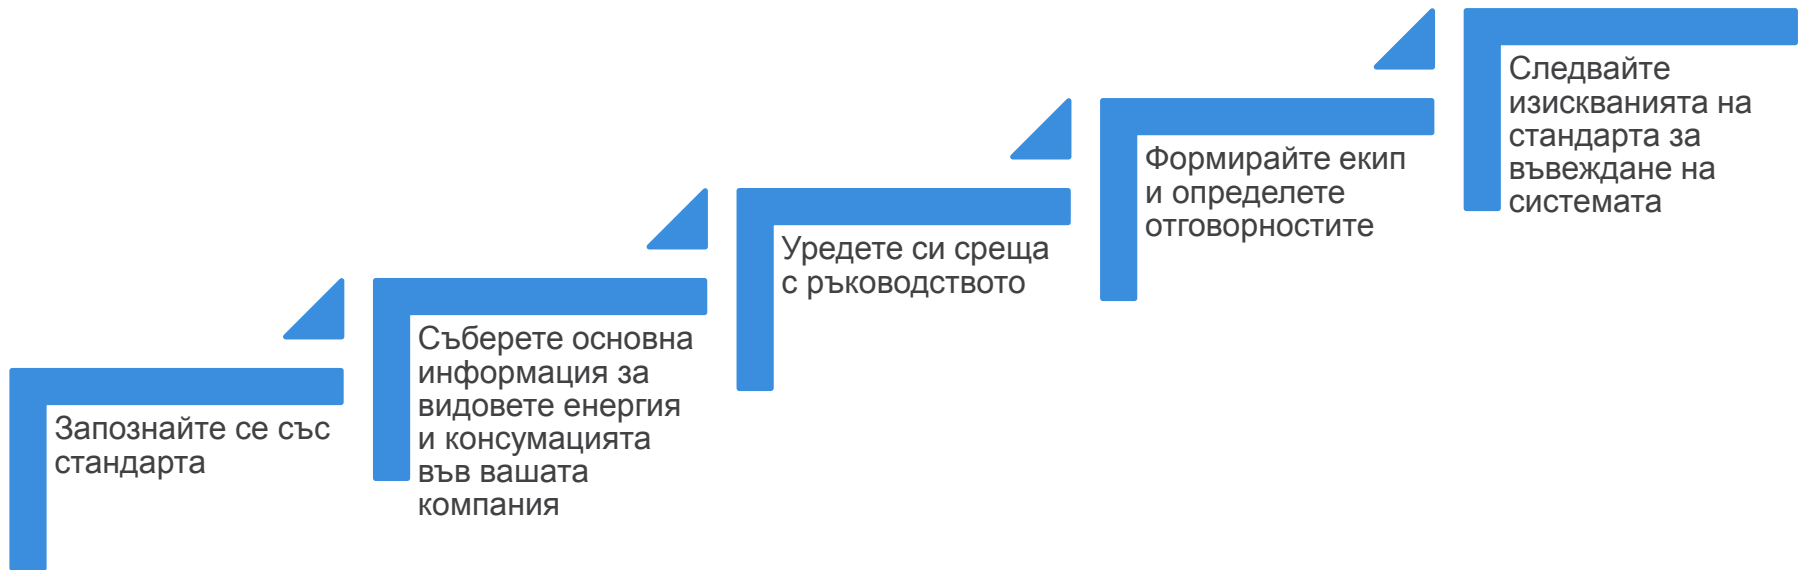 Запознайте се със
стандарта
Съберете основна
информация за
видовете енергия
и консумацията
във вашата
компания
Уредете си среща
с ръководството
Формирайте екип
и определете
отговорностите
Следвайте
изискванията на
стандарта за
въвеждане на
системата